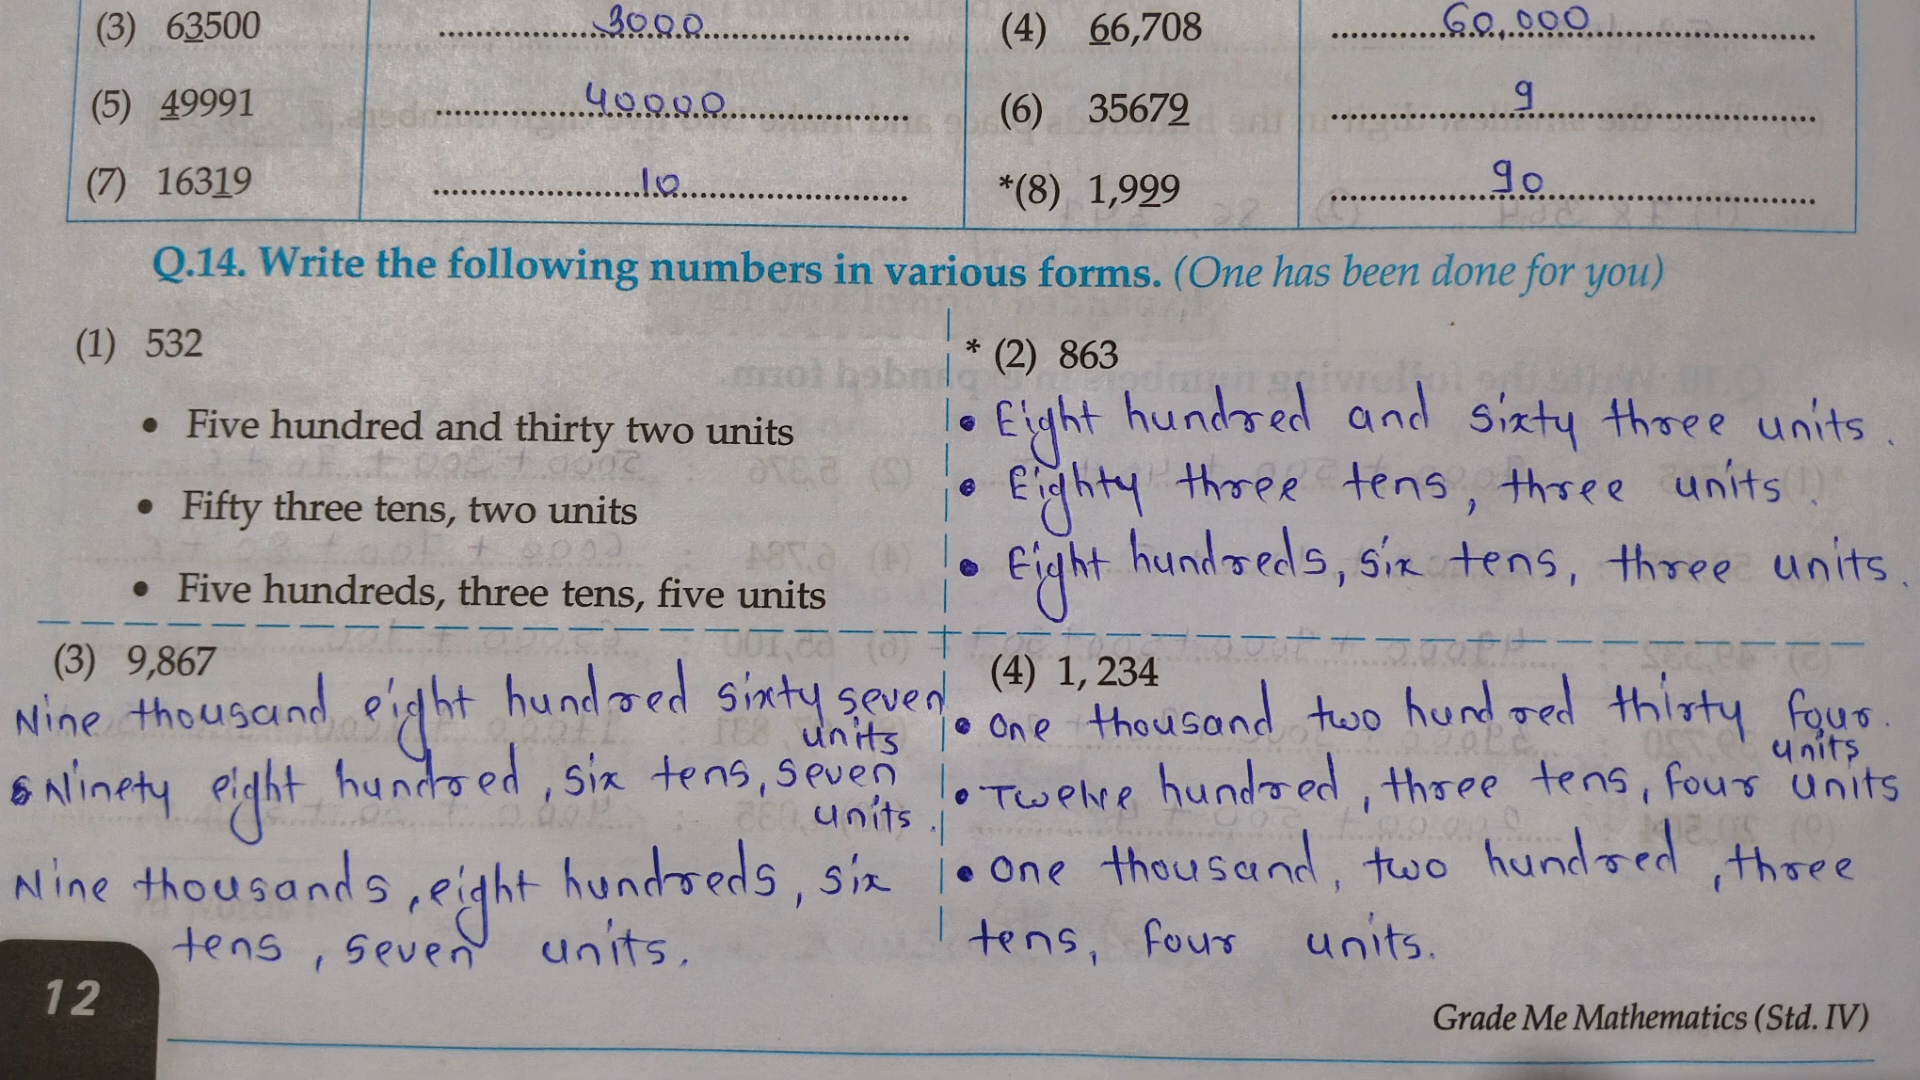 (3) 63500 3000 (4) 66,708 60,000
(5) 49991 40000 (6) 35679 9
(7) 16319 10 *(8) 1,999 90
Q.14. Write the following numbers in various forms. (One has been done for you)
(1) 532
• Five hundred and thirty two units
• Fifty three tens, two units
• Five hundreds, three tens, five units
* (2) 863
• Eight hundred and sixty three units.
• Eighty three tens, three units.
• Eight hundreds, six tens, three units.
(3) 9,867
Nine thousand eight hundred sixty seven
units
Ninety eight hundred, six tens, seven
units.
Nine thousands, eight hundreds, six
tens, seven units.
(4) 1, 234
• One thousand two hundred thirty four.
units
• Twelve hundred, three tens, four units
• One thousand, two hundred, three
tens, four units.
12
Grade Me Mathematics (Std. IV)